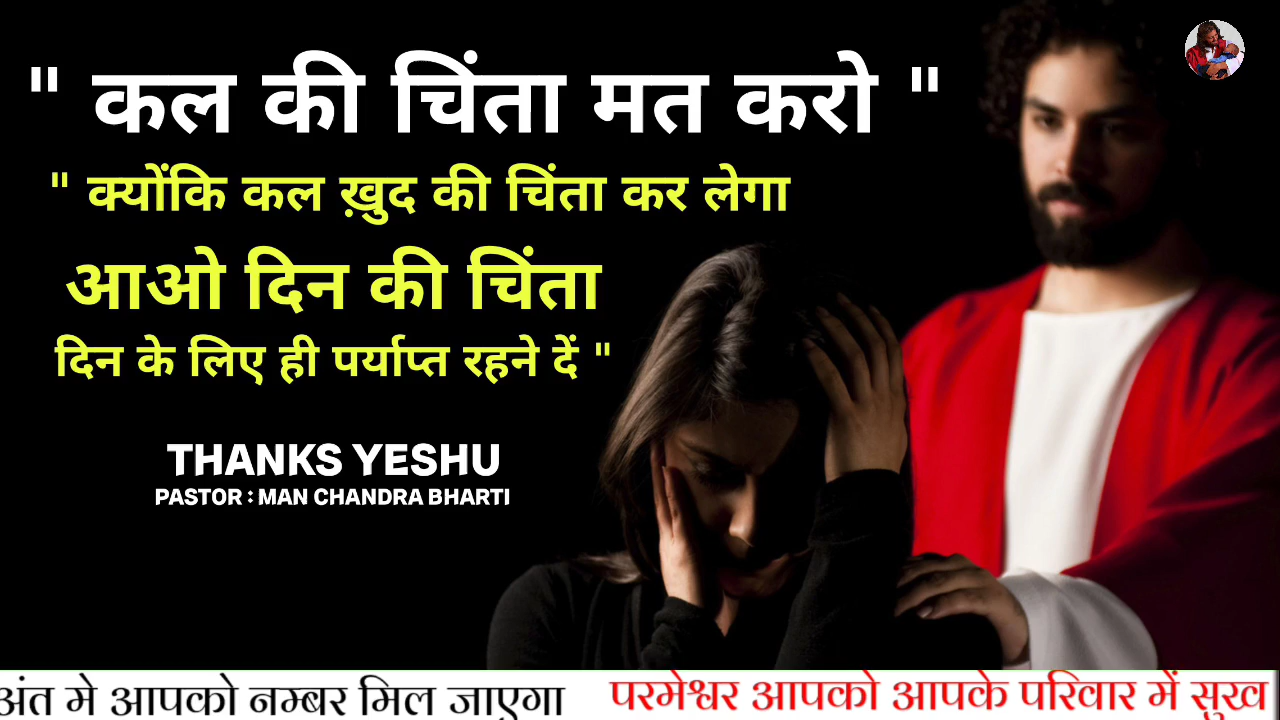 " कल की चिंता मत करो "
" क्योंकि कल ख़ुद की चिंता कर लेगा
आओ दिन की चिंता
दिन के लिए ही पर्याप्त रहने दें "
THANKS YESHU
PASTOR : MAN CHANDRA BHARTI
अंत मे आपको नम्बर मिल जाएगा परमेश्वर आपको आपके परिवार में सुख